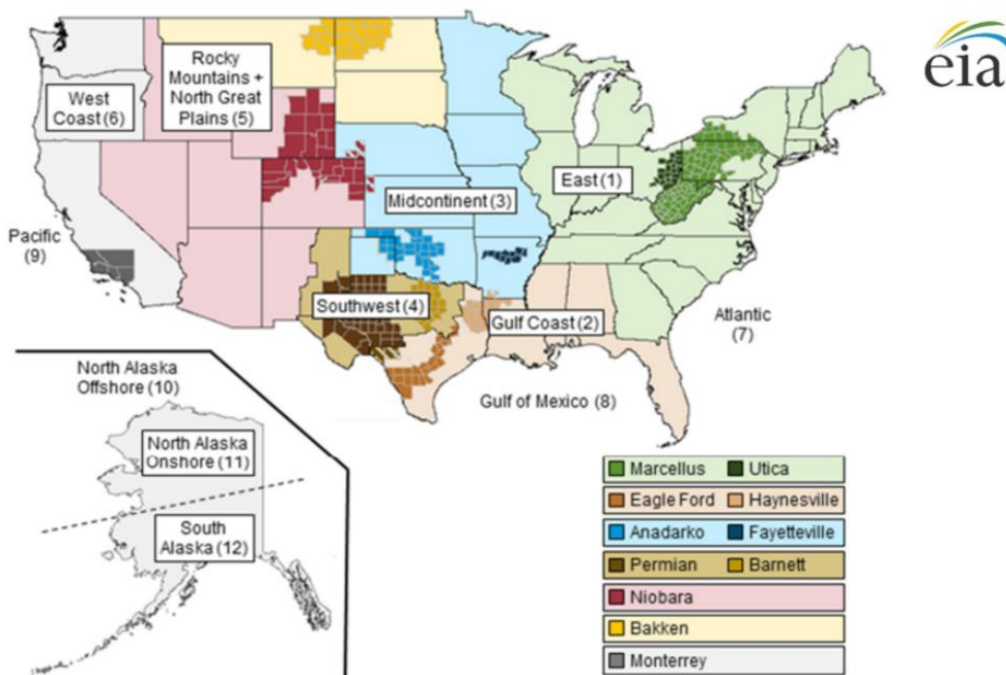 eia
Rocky
Mountains +
North Great
Plains (5)
West
Coast (6)
East (1)
Midcontinent (3)
Pacific
(9)
Southwest (4)
Gulf Coast (2)
Atlantic
(7)
Gulf of Mexico (8)
North Alaska
Offshore (10)
North Alaska
Onshore (11)
South
Alaska (12)
Marcellus Utica
Eagle Ford Haynesville
Anadarko Fayetteville
Permian Barnett
Niobara
Bakken
Monterrey